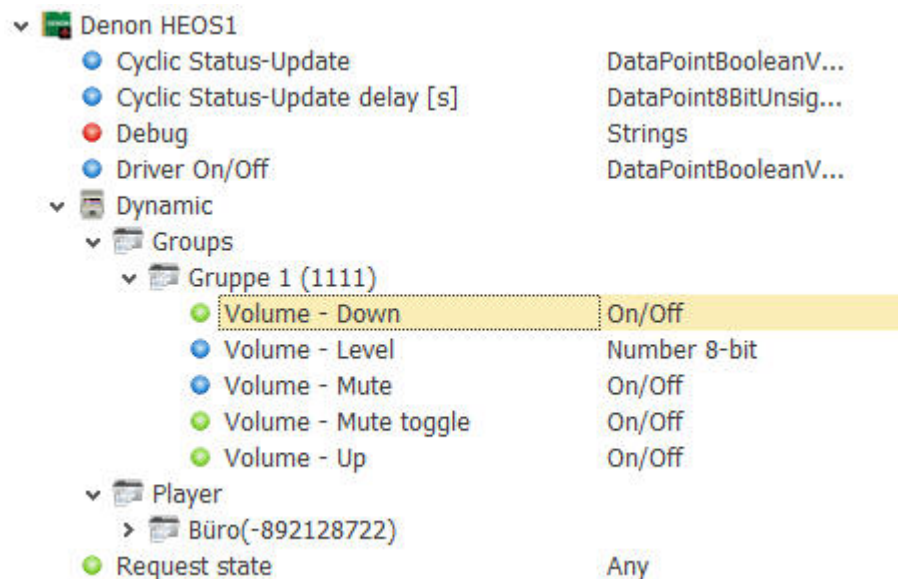 Denon HEOS1
Cyclic Status-Update DataPointBooleanV...
Cyclic Status-Update delay [s] DataPoint8BitUnsig...
Debug Strings
Driver On/Off DataPointBooleanV...
Dynamic
Groups
Gruppe 1 (1111)
Volume - Down On/Off
Volume - Level Number 8-bit
Volume - Mute On/Off
Volume - Mute toggle On/Off
Volume - Up On/Off
Player
Büro(-892128722)
Request state Any